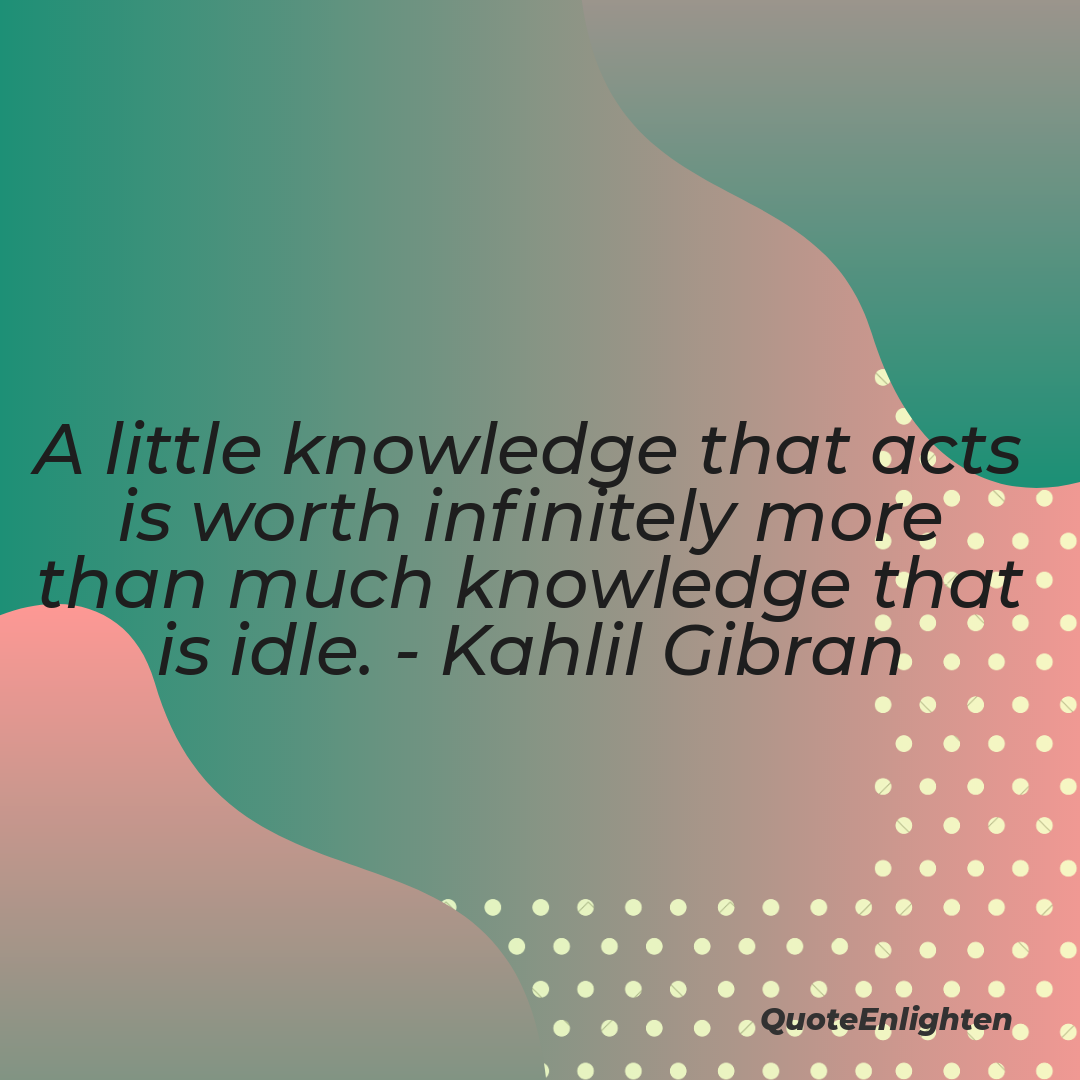 A little knowledge that acts
is worth infinitely more
than much knowledge that
is idle. - Kahlil Gibran
QuoteEnlighten